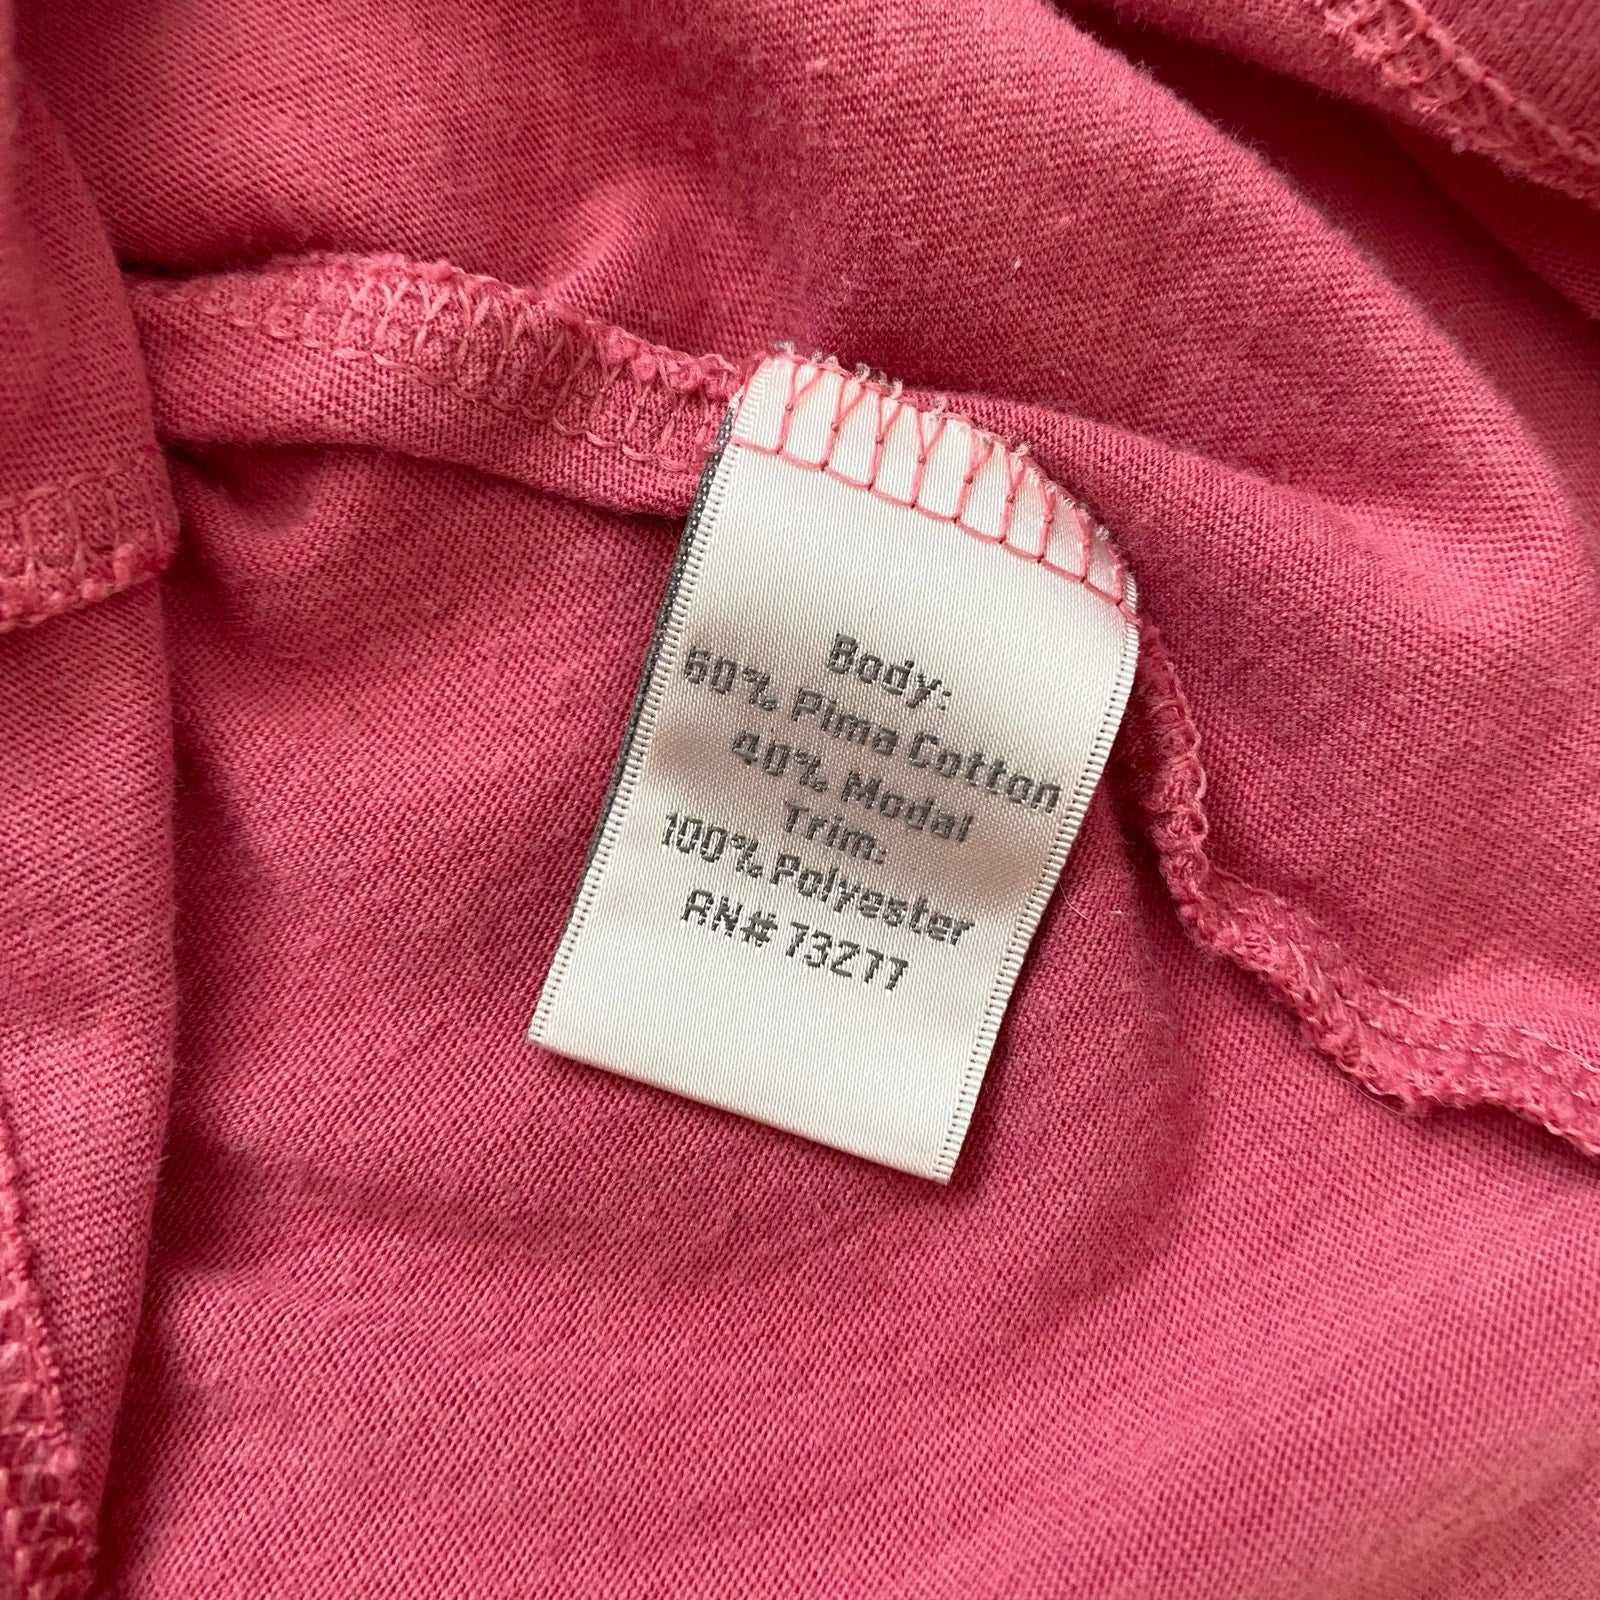 Body:
60% Pima Cotton
40% Modal
Trim:
100% Polyester
RN# 73277